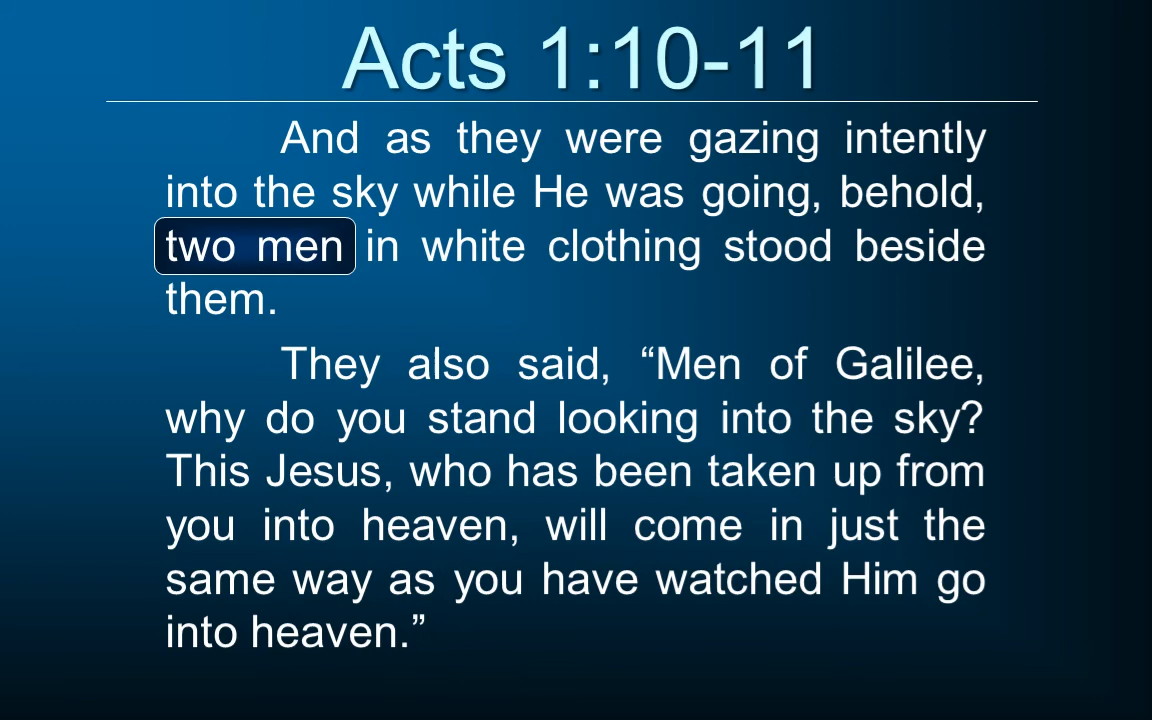 Acts 1:10-11
And as they were gazing intently
into the sky while He was going, behold,
two men in white clothing stood beside
them.
They also said, “Men of Galilee,
why do you stand looking into the sky?
This Jesus, who has been taken up from
you into heaven, will come in just the
same way as you have watched Him go
into heaven.”